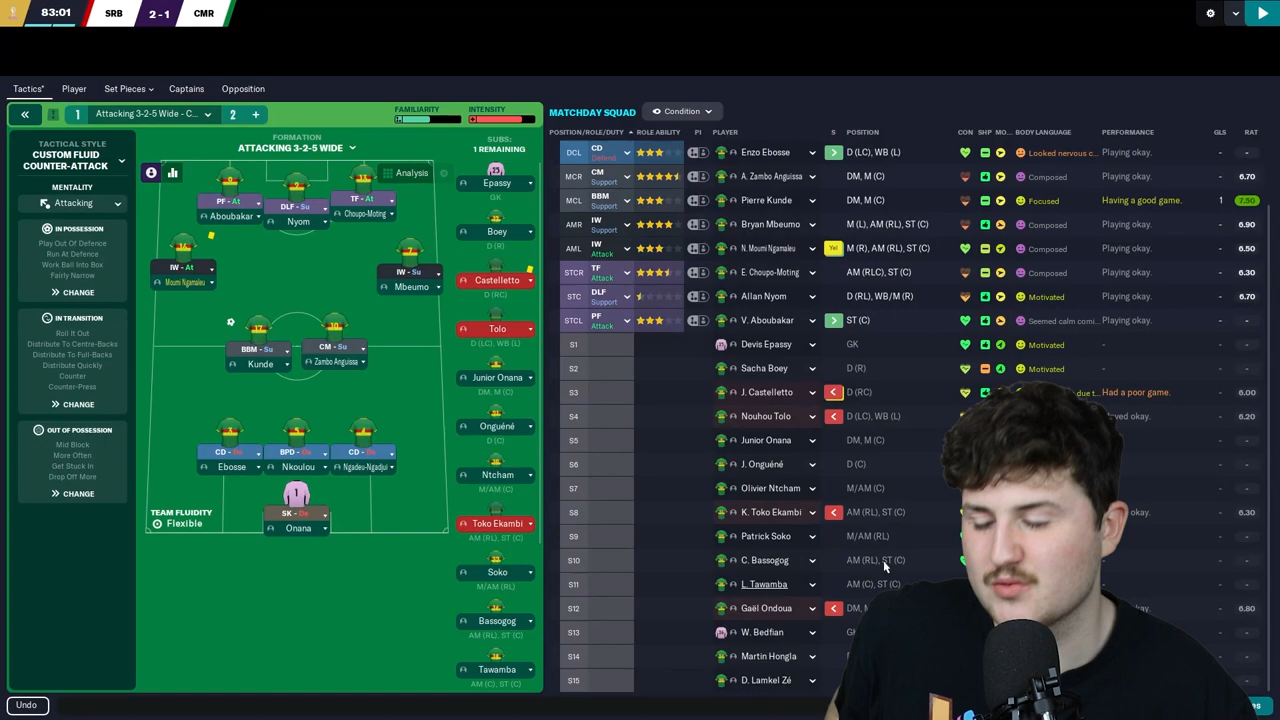 83:01 SRB 2 - 1 CMR
Tactics* Player Set Pieces Captains Opposition
1 Attacking 3-2-5 Wide - C... 2 +
FAMILIARITY INTENSITY
TACTICAL STYLE
CUSTOM FLUID
COUNTER-ATTACK
MENTALITY
Attacking
IN POSSESSION
Play Out Of Defence
Run At Defence
Work Ball Into Box
Fairly Narrow
CHANGE
IN TRANSITION
Roll It Out
Distribute To Centre-Backs
Distribute To Full-Backs
Distribute Quickly
Counter
Counter-Press
CHANGE
OUT OF POSSESSION
Mid Block
More Often
Get Stuck In
Drop Off More
CHANGE
FORMATION
ATTACKING 3-2-5 WIDE
Analysis
PF - At
Aboubakar
DLF - Su
Nyom
TF - At
Choupo-Moting
IW - At
Moumi Ngamaleu
IW - Su
Mbeumo
BBM - Su
Kunde
CM - Su
Zambo Anguissa
CD - De
Ebosse
BPD - De
Nkoulou
CD - De
Ngadeu-Ngadjui
SK - De
Onana
TEAM FLUIDITY
Flexible
SUBS:
1 REMAINING
Epassy
GK
Boey
D (R)
Castelletto
D (RC)
Tolo
D (LC), WB (L)
Junior Onana
DM, M (C)
Onguéné
D (C)
Ntcham
M/AM (C)
Toko Ekambi
AM (RL), ST (C)
Soko
M/AM (RL)
Bassogog
AM (RL), ST (C)
Tawamba
AM (C), ST (C)
MATCHDAY SQUAD Condition
POSITION/ROLE/DUTY ROLE ABILITY PI PLAYER S POSITION CON SHP MO... BODY LANGUAGE PERFORMANCE GLS RAT
DCL CD Defend Enzo Ebosse D (LC), WB (L) Looked nervous c... Playing okay. - -
MCR CM Support A. Zambo Anguissa DM, M (C) Composed Playing okay. - 6.70
MCL BBM Support Pierre Kunde DM, M (C) Focused Having a good game. 1 7.50
AMR IW Support Bryan Mbeumo M (L), AM (RL), ST (C) Composed Playing okay. - 6.90
AML IW Attack N. Moumi Ngamaleu Yel M (R), AM (RL), ST (C) Composed Playing okay. - 6.50
STCR TF Attack E. Choupo-Moting AM (RLC), ST (C) Composed Playing okay. - 6.30
STC DLF Support Allan Nyom D (RL), WB/M (R) Motivated Playing okay. - 6.70
STCL PF Attack V. Aboubakar ST (C) Seemed calm comi... Playing okay. - -
S1 Devis Epassy GK Motivated - -
S2 Sacha Boey D (R) Motivated - -
S3 J. Castelletto D (RC) due t... Had a poor game. - 6.00
S4 Nouhou Tolo D (LC), WB (L) okay. - 6.20
S5 Junior Onana DM, M (C) - -
S6 J. Onguéné D (C) - -
S7 Olivier Ntcham M/AM (C) - -
S8 K. Toko Ekambi AM (RL), ST (C) - 6.30
S9 Patrick Soko M/AM (RL) - -
S10 C. Bassogog AM (RL), ST (C) - -
S11 L. Tawamba AM (C), ST (C) - -
S12 Gaël Ondoua DM, okay. - 6.80
S13 W. Bedfian - -
S14 Martin Hongla - -
S15 D. Lamkel Zé - -
Undo